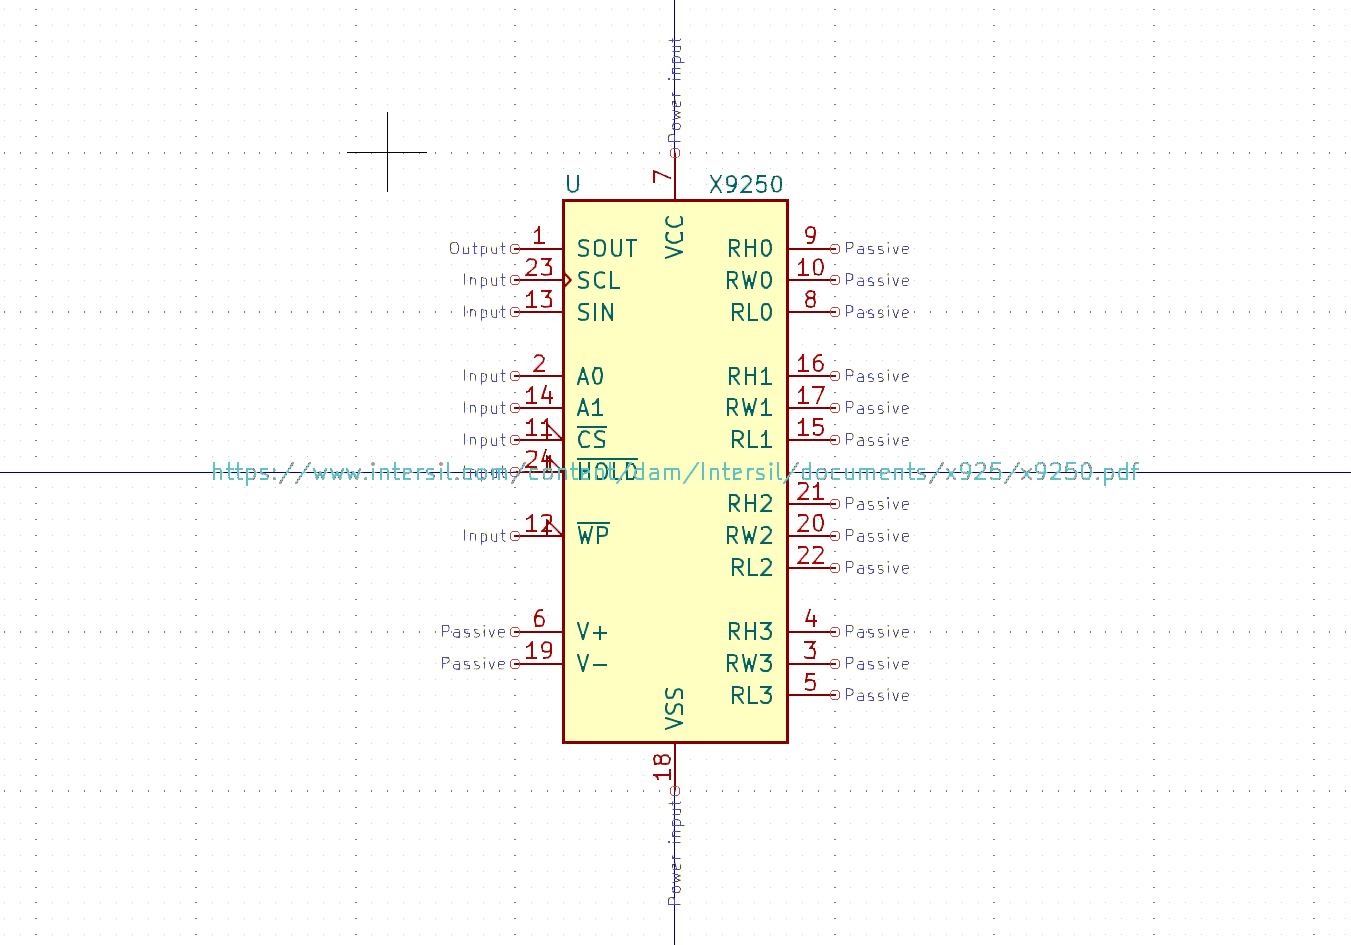 Power input
7
U X9250
VCC
Output 1 SOUT RH0 9 Passive
Input 23 SCL RW0 10 Passive
Input 13 SIN RL0 8 Passive
Input 2 A0 RH1 16 Passive
Input 14 A1 RW1 17 Passive
Input 11 CS RL1 15 Passive
Input 24 HOLD
https://www.intersil.com/content/dam/Intersil/documents/x925/x9250.pdf
RH2 21 Passive
Input 12 WP RW2 20 Passive
RL2 22 Passive
Passive 6 V+ RH3 4 Passive
Passive 19 V− RW3 3 Passive
RL3 5 Passive
VSS
18
Power input